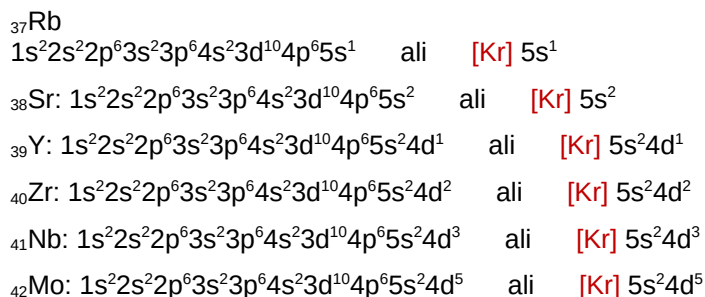 ₃₇Rb
1s²2s²2p⁶3s²3p⁶4s²3d¹⁰4p⁶5s¹ ali [Kr] 5s¹
₃₈Sr: 1s²2s²2p⁶3s²3p⁶4s²3d¹⁰4p⁶5s² ali [Kr] 5s²
₃₉Y: 1s²2s²2p⁶3s²3p⁶4s²3d¹⁰4p⁶5s²4d¹ ali [Kr] 5s²4d¹
₄₀Zr: 1s²2s²2p⁶3s²3p⁶4s²3d¹⁰4p⁶5s²4d² ali [Kr] 5s²4d²
₄₁Nb: 1s²2s²2p⁶3s²3p⁶4s²3d¹⁰4p⁶5s²4d³ ali [Kr] 5s²4d³
₄₂Mo: 1s²2s²2p⁶3s²3p⁶4s²3d¹⁰4p⁶5s²4d⁵ ali [Kr] 5s²4d⁵